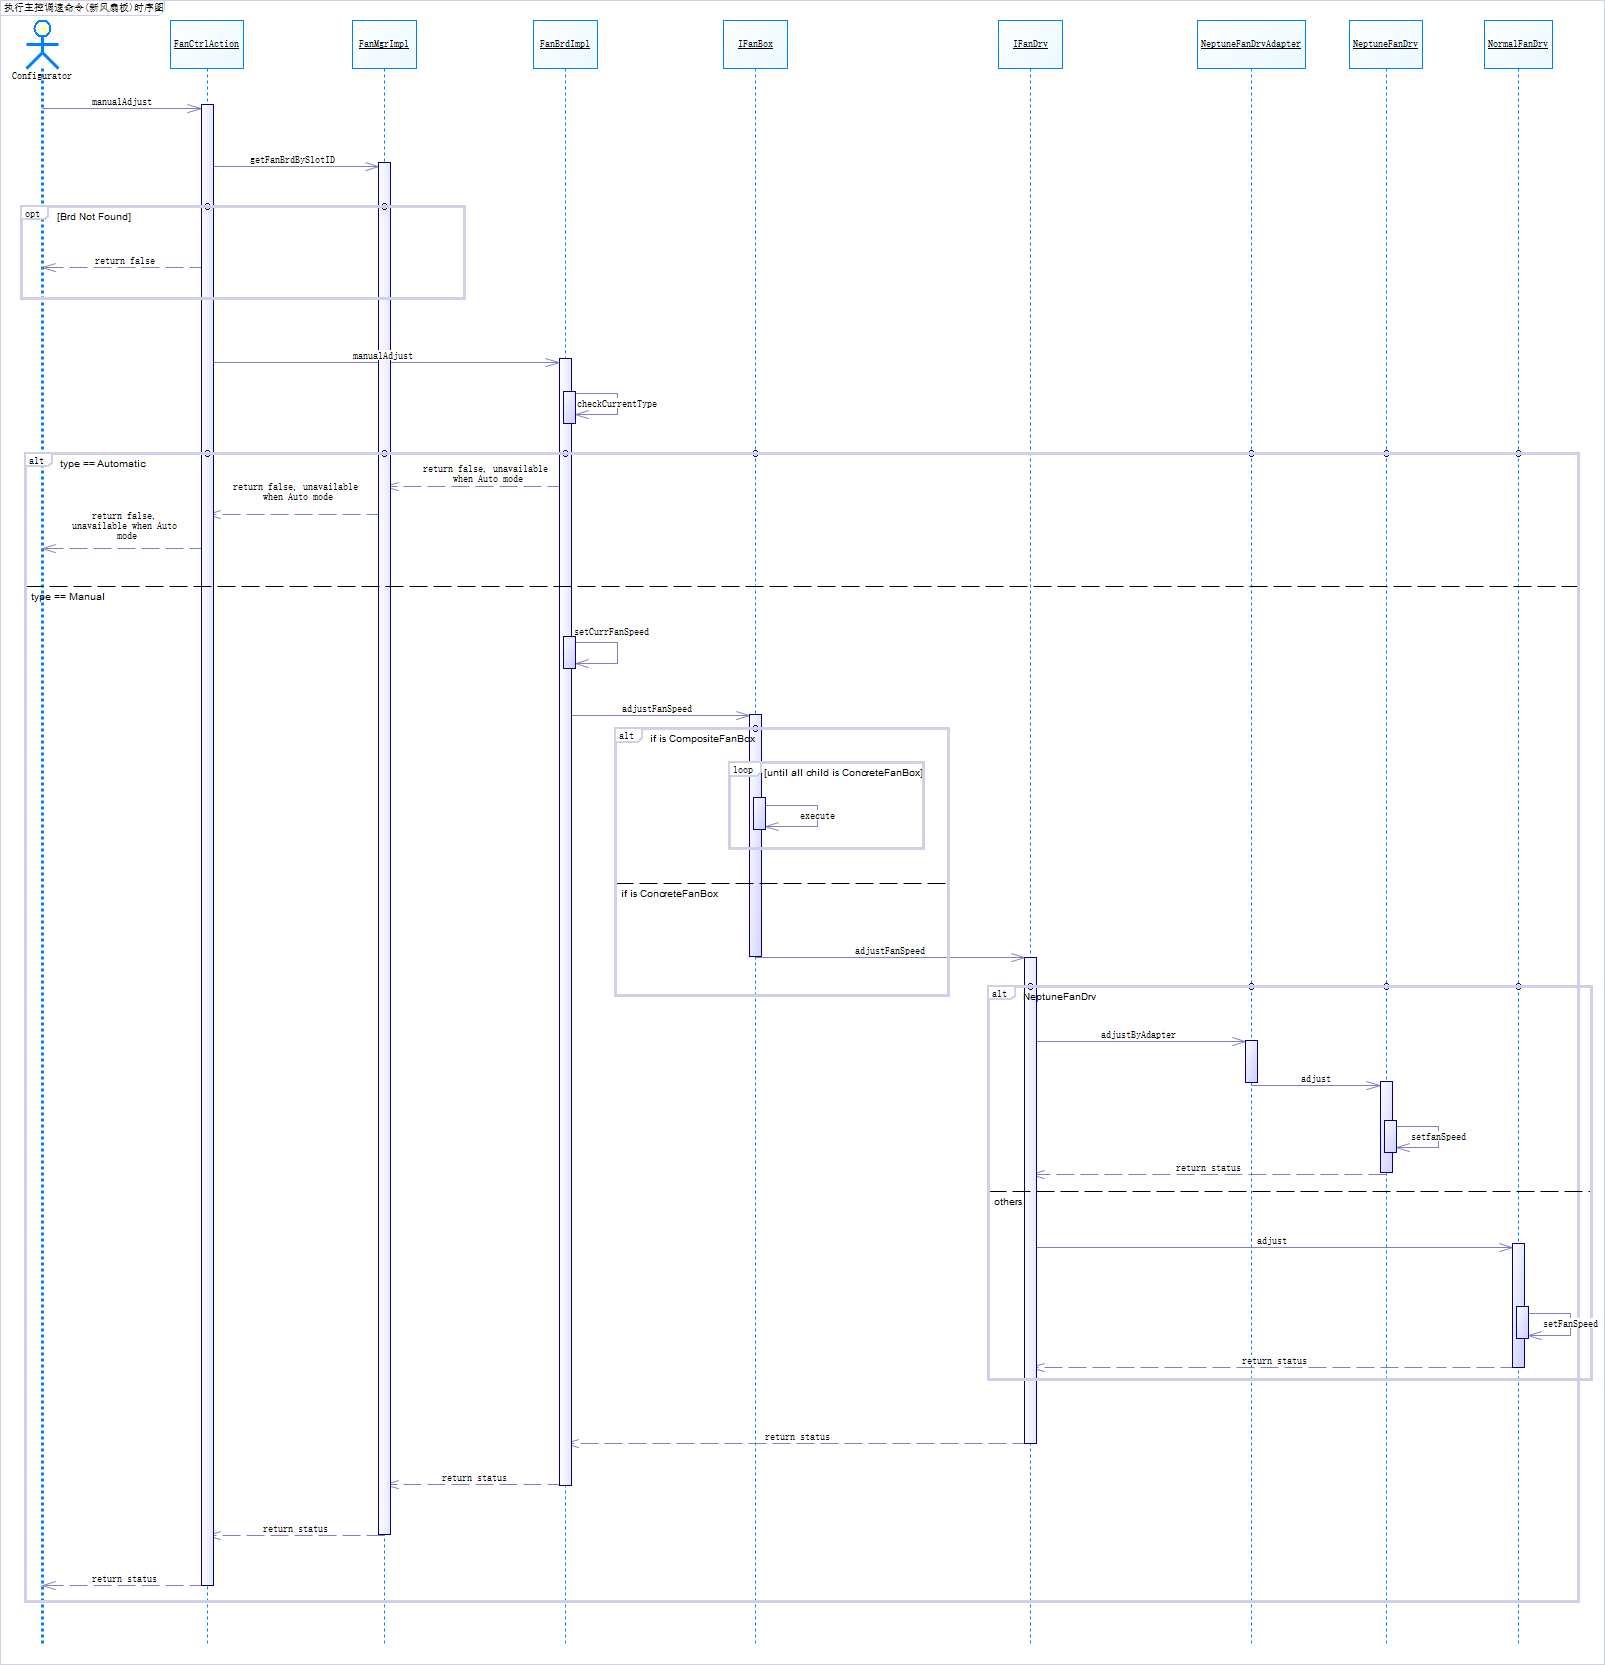 执行主控调速命令(新风扇板)时序图
Configurator
FanCtrlAction
FanMgrImpl
FanBrdImpl
IFanBox
IFanDrv
NeptuneFanDrvAdapter
NeptuneFanDrv
NormalFanDrv
manualAdjust
getFanBrdBySlotID
opt
[Brd Not Found]
return false
manualAdjust
checkCurrentType
alt
type == Automatic
return false, unavailable
when Auto mode
return false, unavailable
when Auto mode
return false,
unavailable when Auto
mode
type == Manual
setCurrFanSpeed
adjustFanSpeed
alt
if is CompositeFanBox
loop
[until all child is ConcreteFanBox]
execute
if is ConcreteFanBox
adjustFanSpeed
alt
NeptuneFanDrv
adjustByAdapter
adjust
setfanSpeed
return status
others
adjust
setFanSpeed
return status
return status
return status
return status
return status